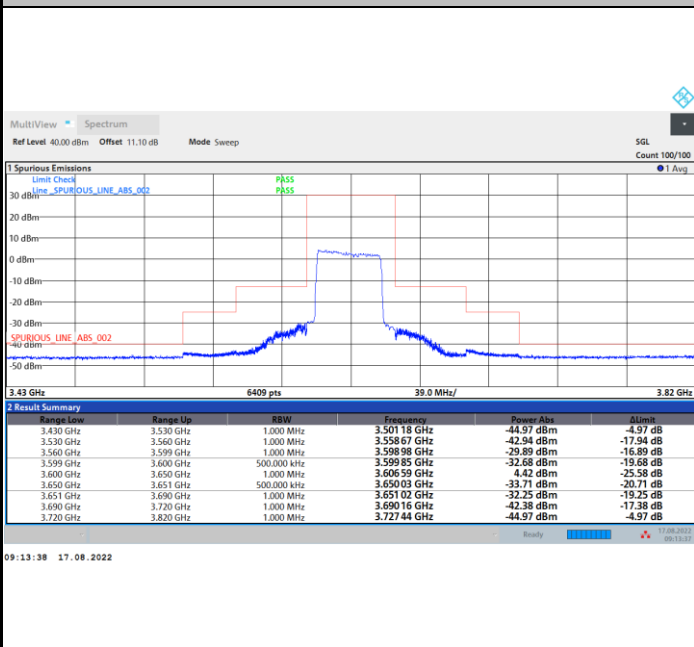 MultiView Spectrum
Ref Level 40.00 dBm Offset 11.10 dB Mode Sweep SGL
Count 100/100
1 Spurious Emissions 1 Avg
Limit Check PASS
Line _SPURIOUS_LINE_ABS_002 PASS
30 dBm
20 dBm
10 dBm
0 dBm
-10 dBm
-20 dBm
-30 dBm
_SPURIOUS_LINE_ABS_002
-40 dBm
-50 dBm
3.43 GHz 6409 pts 39.0 MHz/ 3.82 GHz
2 Result Summary
Range Low Range Up RBW Frequency Power Abs ΔLimit
3.430 GHz 3.530 GHz 1.000 MHz 3.501 18 GHz -44.97 dBm -4.97 dB
3.530 GHz 3.560 GHz 1.000 MHz 3.558 67 GHz -42.94 dBm -17.94 dB
3.560 GHz 3.599 GHz 1.000 MHz 3.598 98 GHz -29.89 dBm -16.89 dB
3.599 GHz 3.600 GHz 500.000 kHz 3.599 85 GHz -32.68 dBm -19.68 dB
3.600 GHz 3.650 GHz 1.000 MHz 3.606 59 GHz 4.42 dBm -25.58 dB
3.650 GHz 3.651 GHz 500.000 kHz 3.650 03 GHz -33.71 dBm -20.71 dB
3.651 GHz 3.690 GHz 1.000 MHz 3.651 02 GHz -32.25 dBm -19.25 dB
3.690 GHz 3.720 GHz 1.000 MHz 3.690 16 GHz -42.38 dBm -17.38 dB
3.720 GHz 3.820 GHz 1.000 MHz 3.727 44 GHz -44.97 dBm -4.97 dB
Ready 17.08.2022
09:13:37
09:13:38 17.08.2022